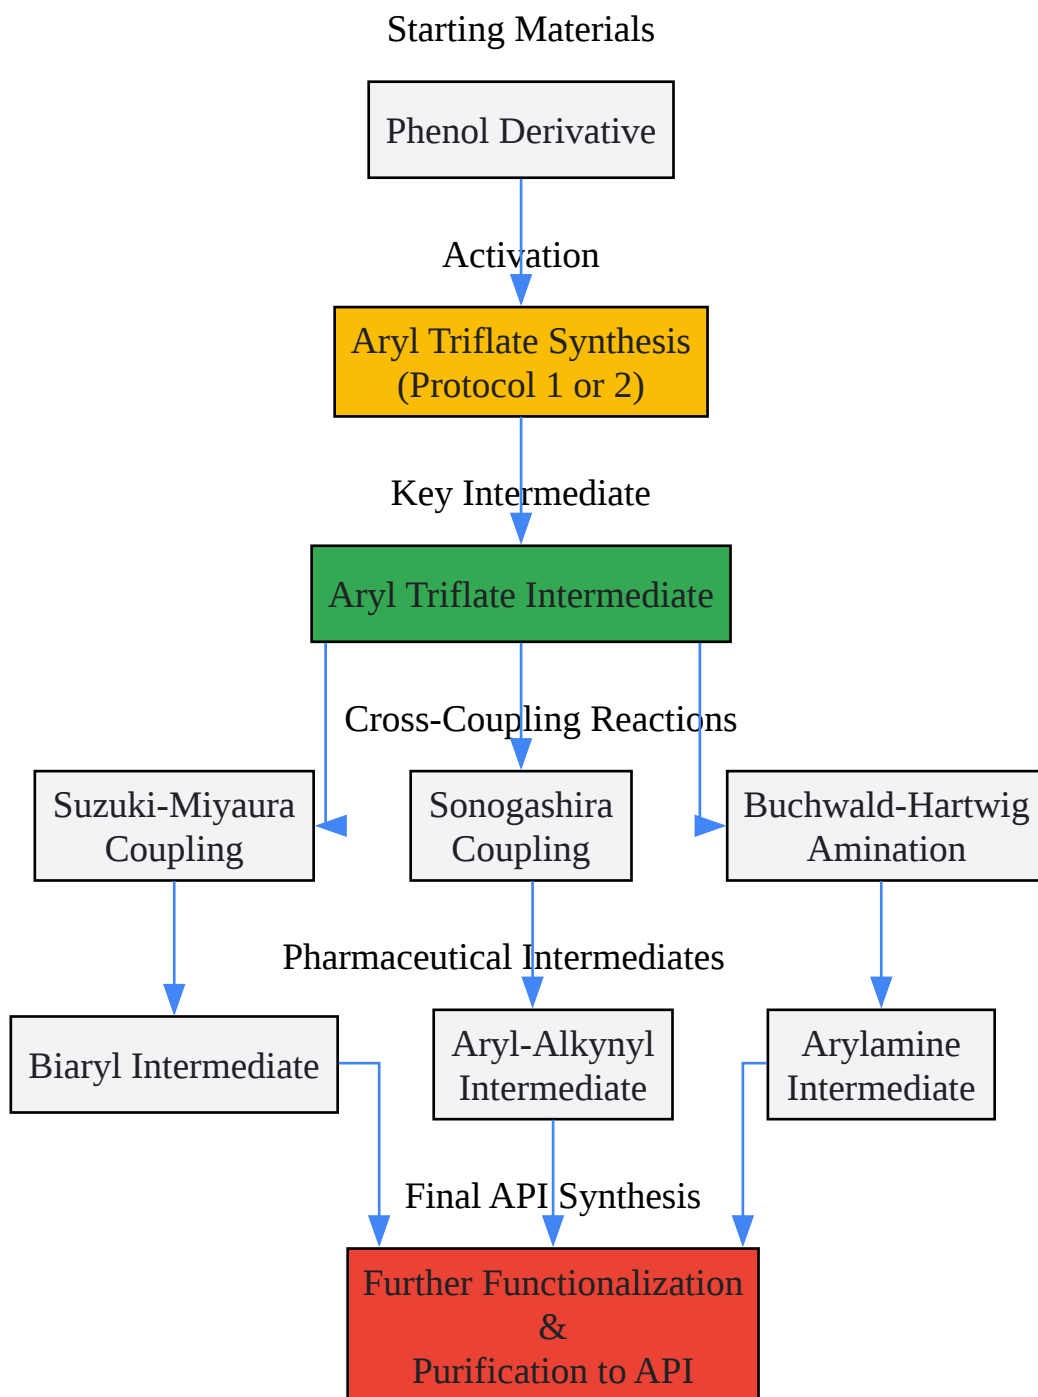 Starting Materials
Phenol Derivative
Activation
Aryl Triflate Synthesis
(Protocol 1 or 2)
Key Intermediate
Aryl Triflate Intermediate
Cross-Coupling Reactions
Suzuki-Miyaura
Coupling
Sonogashira
Coupling
Buchwald-Hartwig
Amination
Pharmaceutical Intermediates
Biaryl Intermediate
Aryl-Alkynyl
Intermediate
Arylamine
Intermediate
Final API Synthesis
Further Functionalization
&
Purification to API